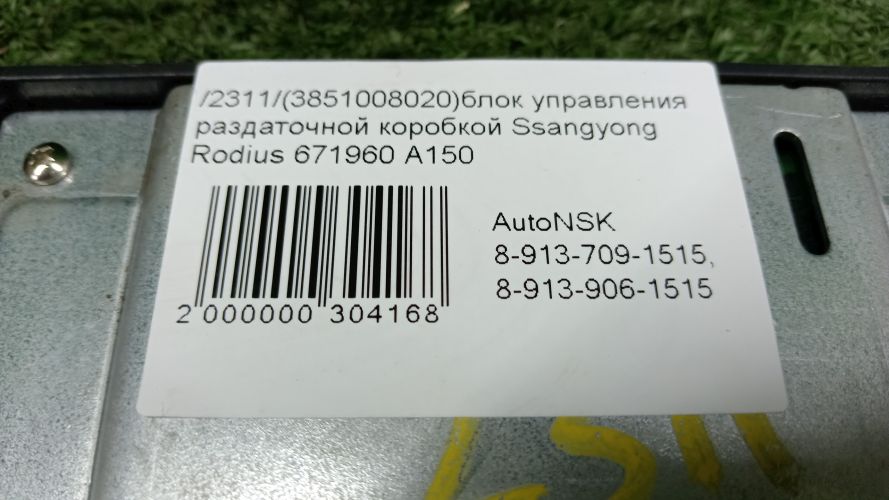 /2311/(3851008020)блок управления
раздаточной коробкой Ssangyong
Rodius 671960 A150
AutoNSK
8-913-709-1515,
8-913-906-1515
2 000000 304168